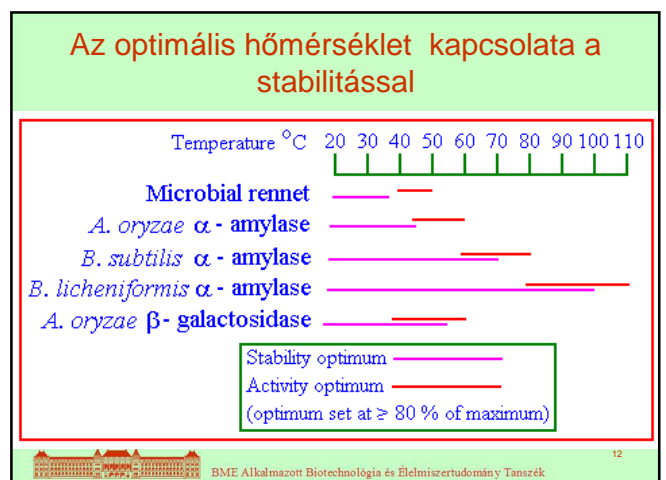 Az optimális hőmérséklet kapcsolata a
stabilitással
Temperature °C 20 30 40 50 60 70 80 90 100 110
Microbial rennet
A. oryzae α - amylase
B. subtilis α - amylase
B. licheniformis α - amylase
A. oryzae β - galactosidase
Stability optimum
Activity optimum
(optimum set at ≥ 80 % of maximum)
12
BME Alkalmazott Biotechnológia és Élelmiszertudomány Tanszék